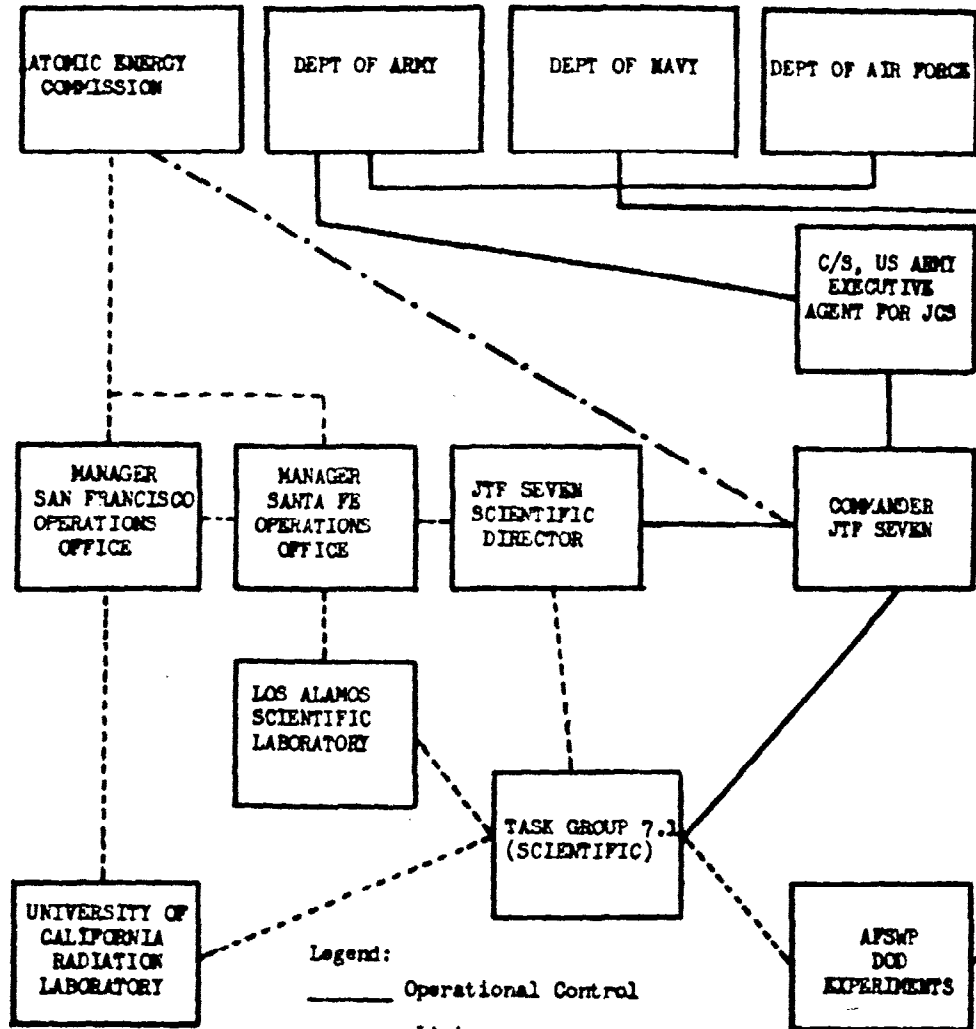 ATOMIC ENERGY
COMMISSION
DEPT OF ARMY
DEPT OF NAVY
DEPT OF AIR FORCE
C/S, US ARMY
EXECUTIVE
AGENT FOR JCS
MANAGER
SAN FRANCISCO
OPERATIONS
OFFICE
MANAGER
SANTA FE
OPERATIONS
OFFICE
JTF SEVEN
SCIENTIFIC
DIRECTOR
COMMANDER
JTF SEVEN
LOS ALAMOS
SCIENTIFIC
LABORATORY
TASK GROUP 7.1
(SCIENTIFIC)
UNIVERSITY OF
CALIFORNIA
RADIATION
LABORATORY
AFSWP
DOD
EXPERIMENTS
Legend:
Operational Control